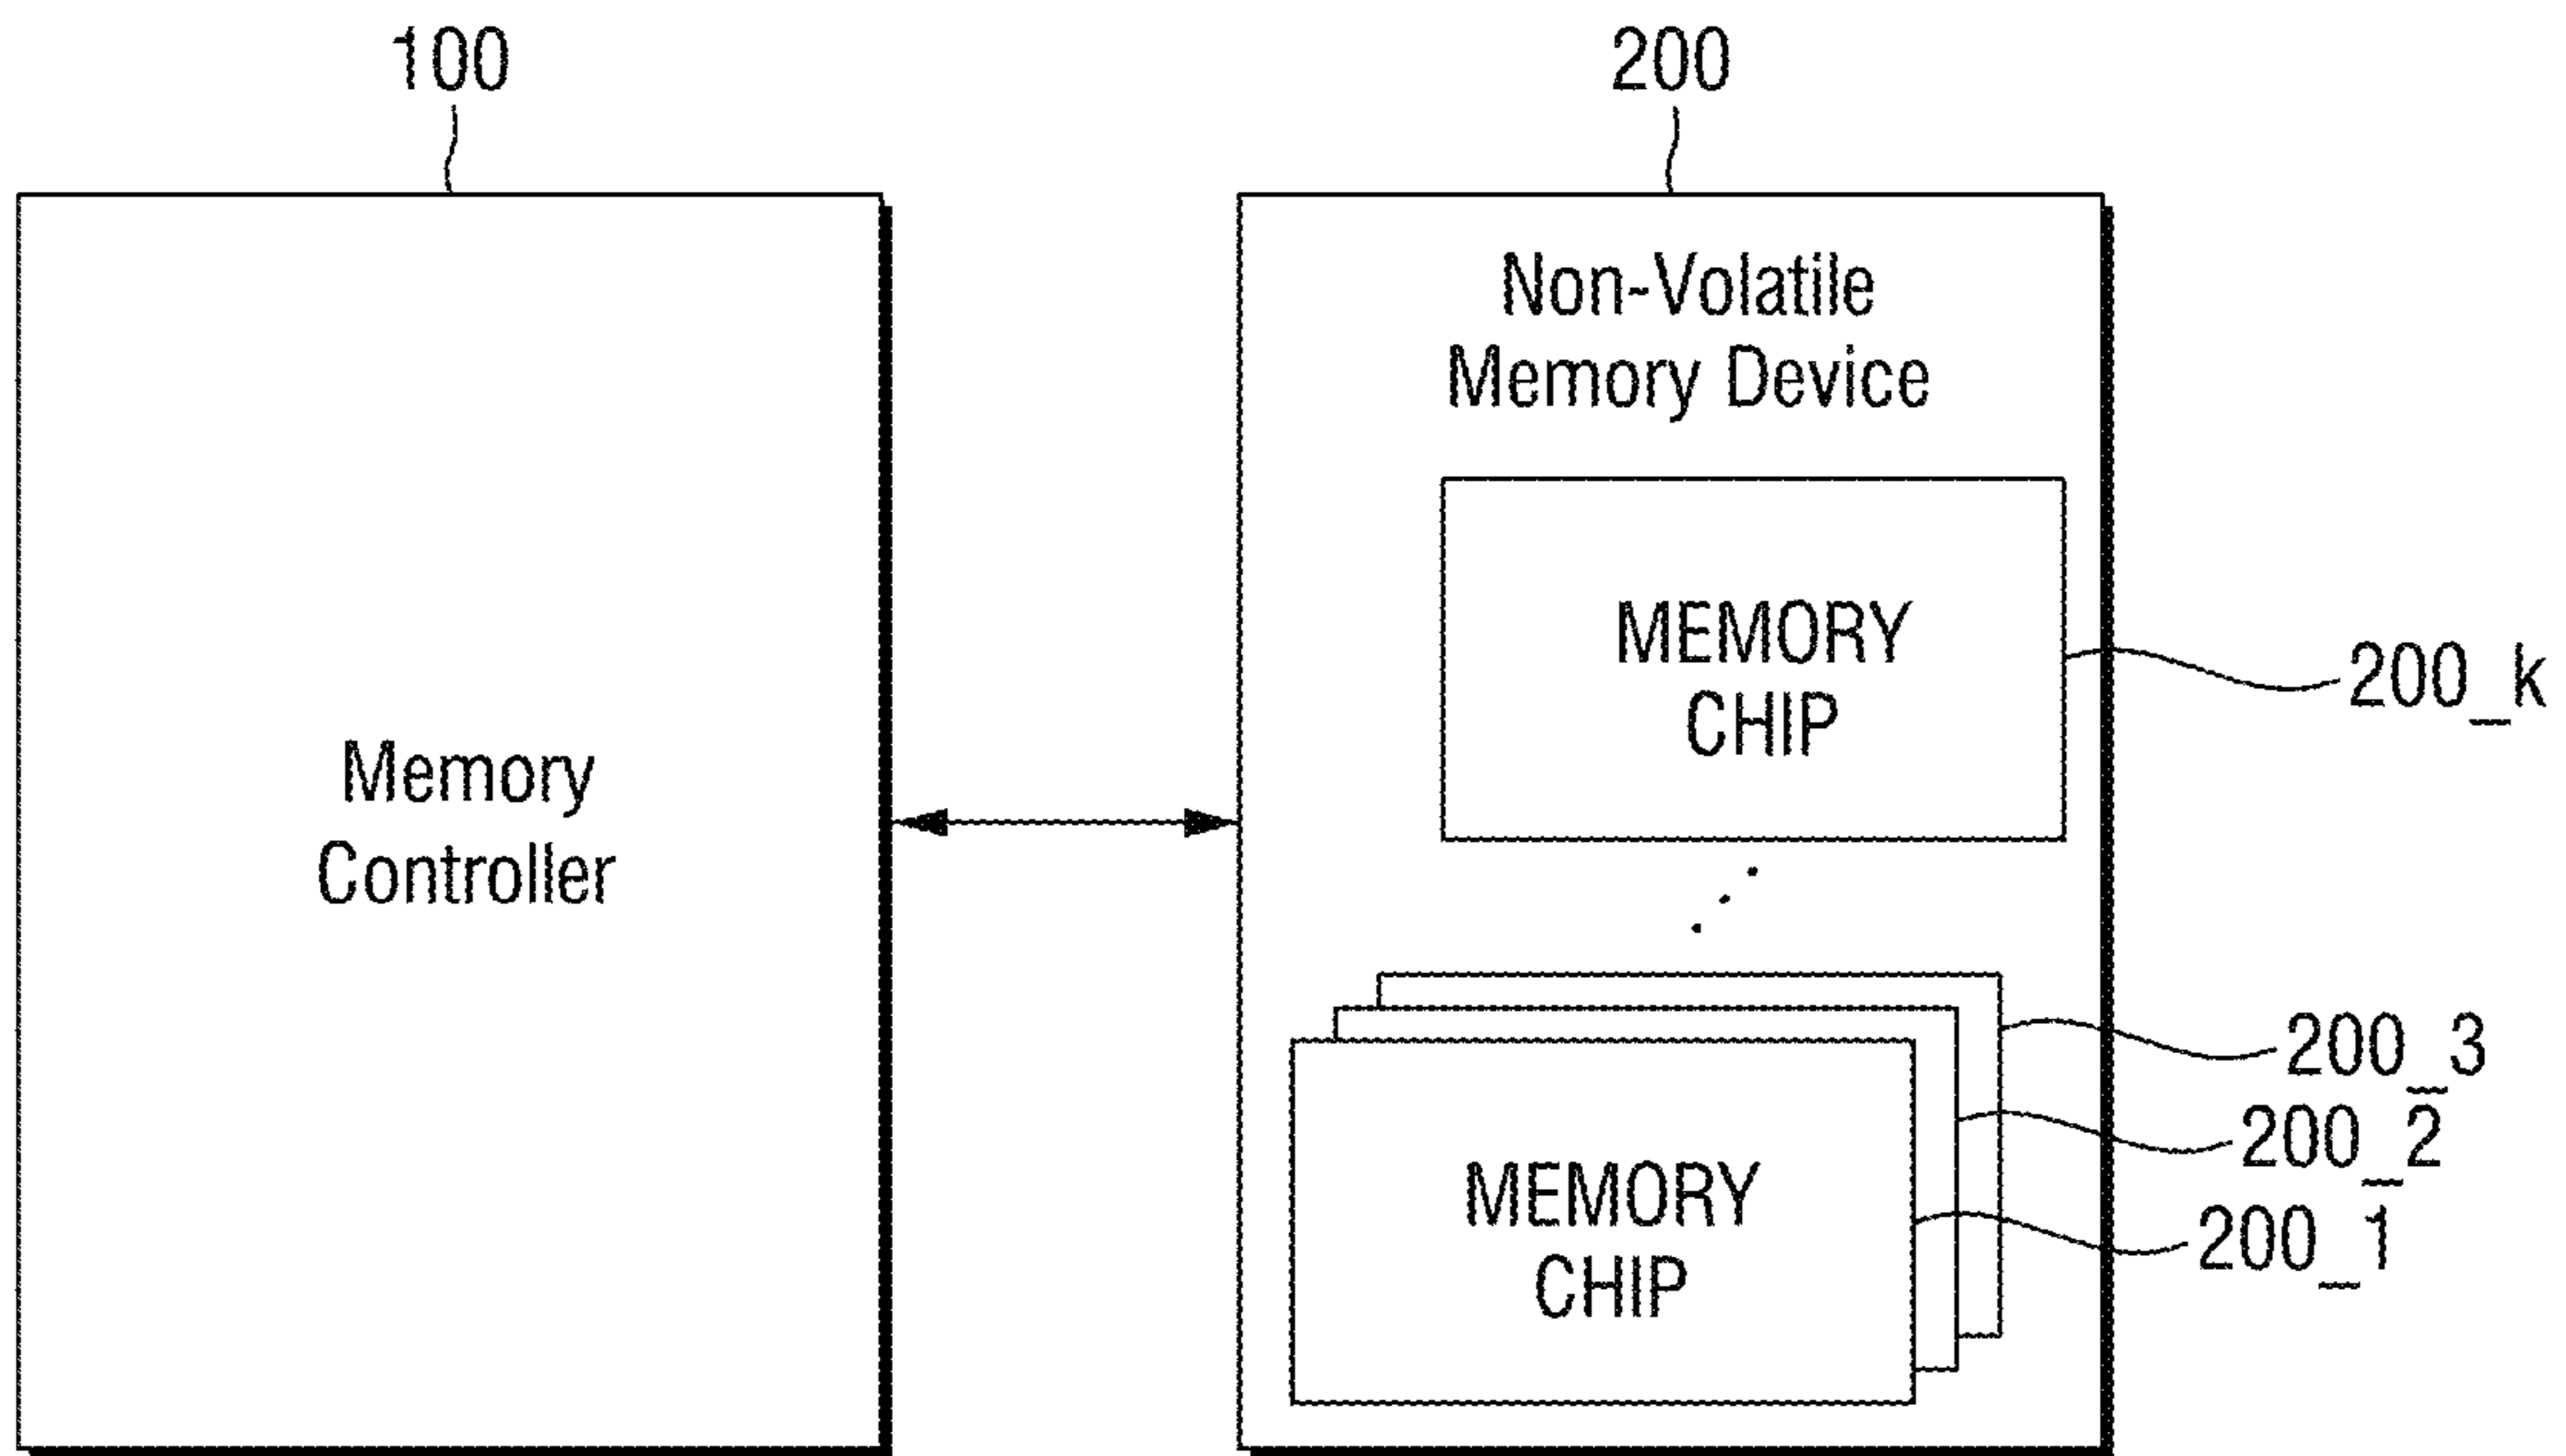 100
200
Non-Volatile
Memory Device
MEMORY
CHIP
200_k
Memory
Controller
200_3
200_2
200_1
MEMORY
CHIP